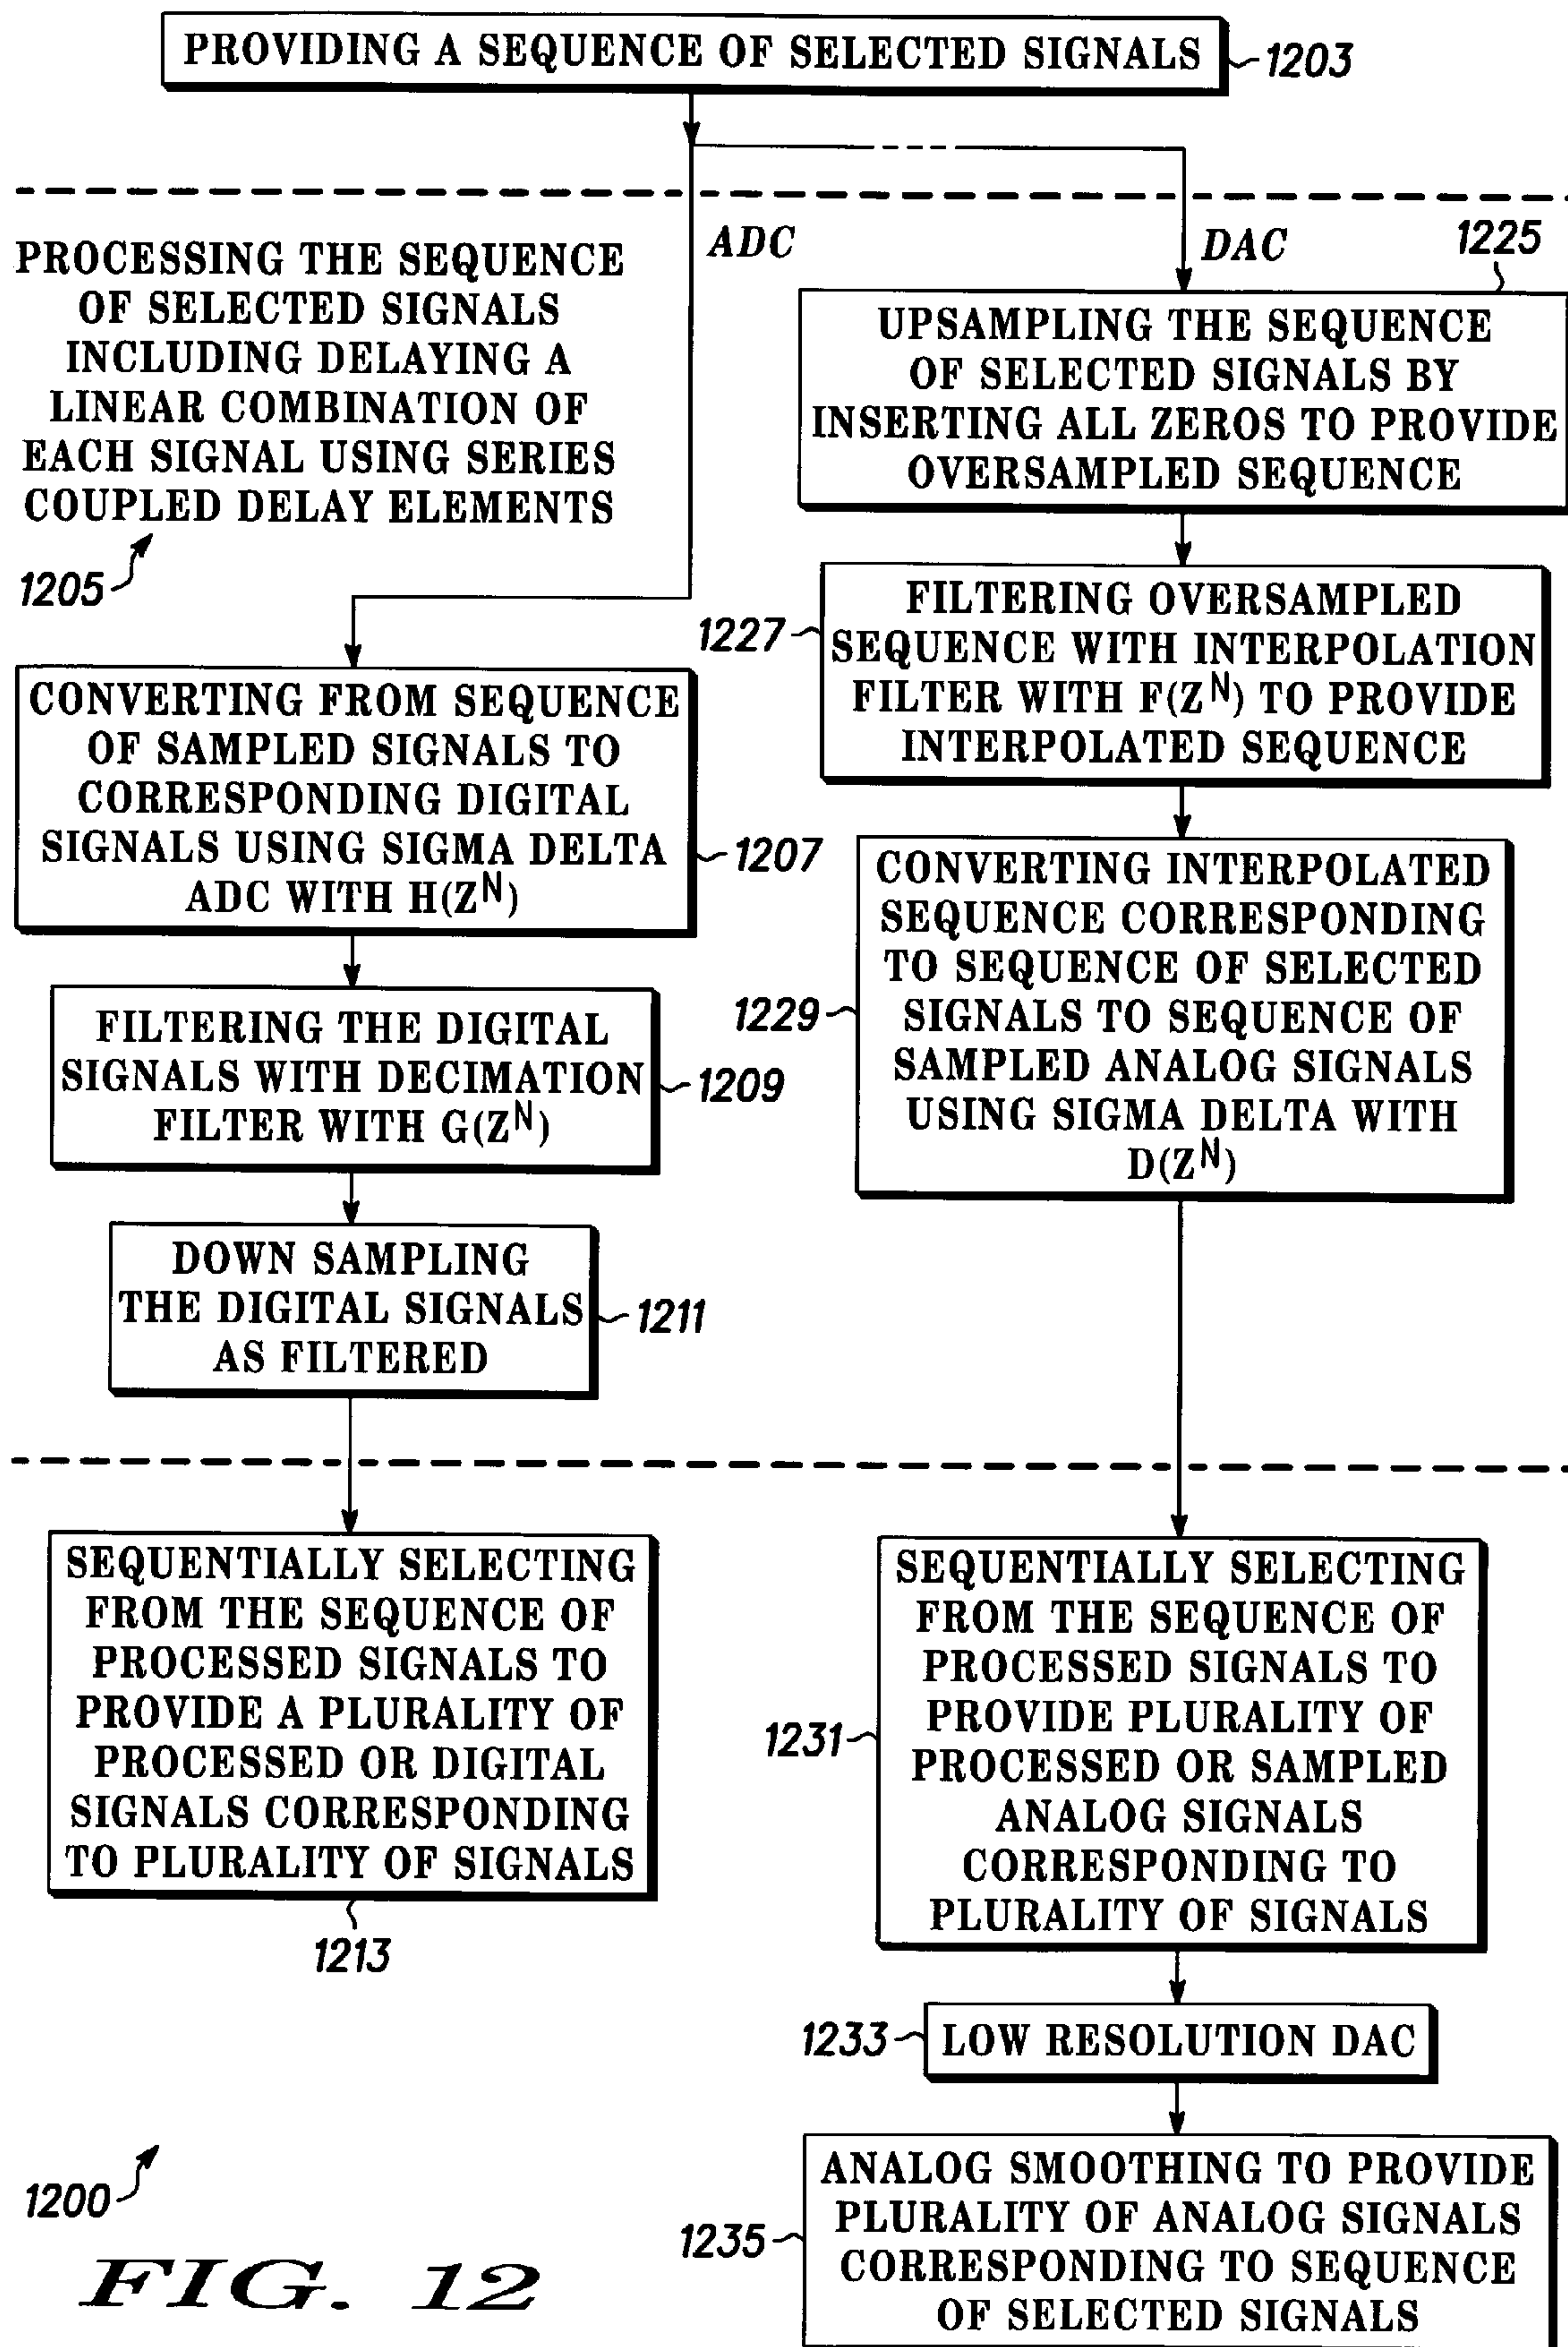 PROVIDING A SEQUENCE OF SELECTED SIGNALS
1203
ADC
DAC
PROCESSING THE SEQUENCE
OF SELECTED SIGNALS
INCLUDING DELAYING A
LINEAR COMBINATION OF
EACH SIGNAL USING SERIES
COUPLED DELAY ELEMENTS
1205
CONVERTING FROM SEQUENCE
OF SAMPLED SIGNALS TO
CORRESPONDING DIGITAL
SIGNALS USING SIGMA DELTA
ADC WITH H(Z^N)
1207
FILTERING THE DIGITAL
SIGNALS WITH DECIMATION
FILTER WITH G(Z^N)
1209
DOWN SAMPLING
THE DIGITAL SIGNALS
AS FILTERED
1211
SEQUENTIALLY SELECTING
FROM THE SEQUENCE OF
PROCESSED SIGNALS TO
PROVIDE A PLURALITY OF
PROCESSED OR DIGITAL
SIGNALS CORRESPONDING
TO PLURALITY OF SIGNALS
1213
1225
UPSAMPLING THE SEQUENCE
OF SELECTED SIGNALS BY
INSERTING ALL ZEROS TO PROVIDE
OVERSAMPLED SEQUENCE
1227
FILTERING OVERSAMPLED
SEQUENCE WITH INTERPOLATION
FILTER WITH F(Z^N) TO PROVIDE
INTERPOLATED SEQUENCE
1229
CONVERTING INTERPOLATED
SEQUENCE CORRESPONDING
TO SEQUENCE OF SELECTED
SIGNALS TO SEQUENCE OF
SAMPLED ANALOG SIGNALS
USING SIGMA DELTA WITH
D(Z^N)
1231
SEQUENTIALLY SELECTING
FROM THE SEQUENCE OF
PROCESSED SIGNALS TO
PROVIDE PLURALITY OF
PROCESSED OR SAMPLED
ANALOG SIGNALS
CORRESPONDING TO
PLURALITY OF SIGNALS
1233
LOW RESOLUTION DAC
1235
ANALOG SMOOTHING TO PROVIDE
PLURALITY OF ANALOG SIGNALS
CORRESPONDING TO SEQUENCE
OF SELECTED SIGNALS
1200
FIG. 12